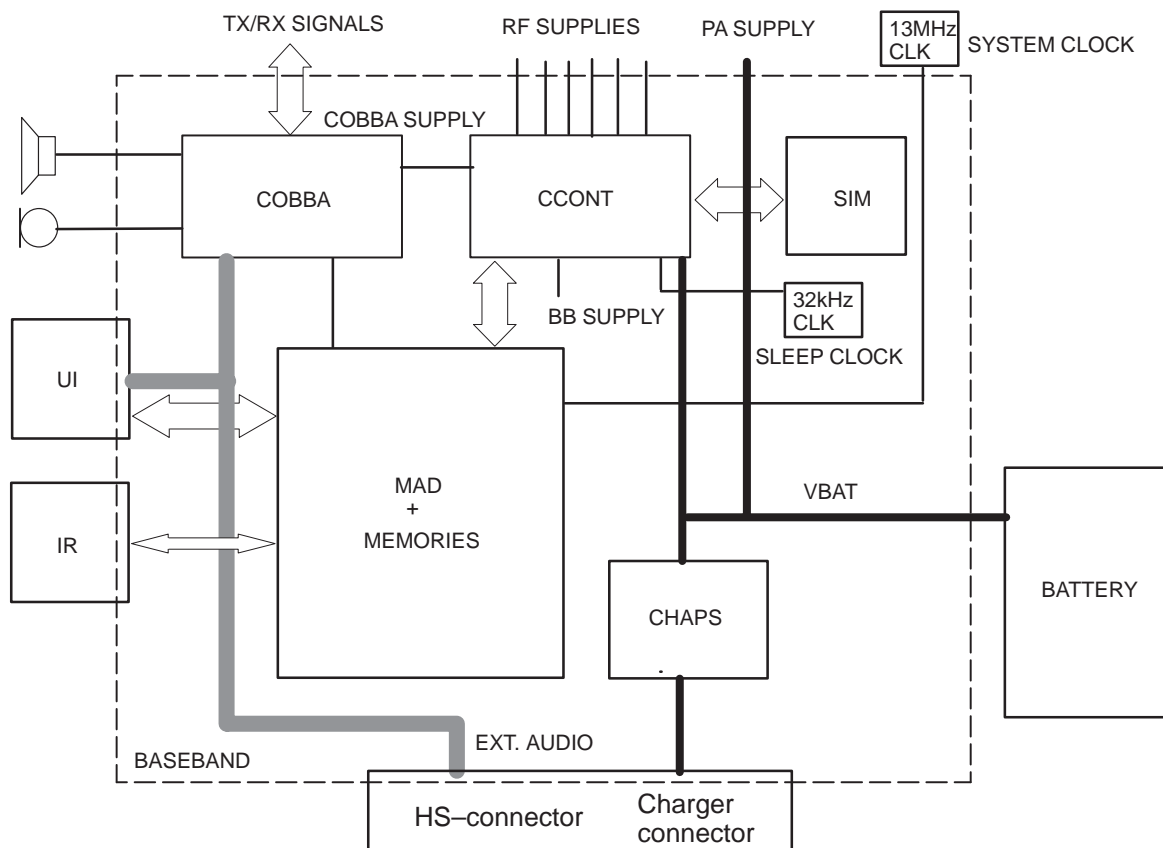 TX/RX SIGNALS
RF SUPPLIES
PA SUPPLY
13MHz
CLK
SYSTEM CLOCK
COBBA SUPPLY
COBBA
CCONT
SIM
BB SUPPLY
32kHz
CLK
SLEEP CLOCK
UI
MAD
+
MEMORIES
VBAT
IR
BATTERY
CHAPS
EXT. AUDIO
BASEBAND
HS–connector
Charger
connector